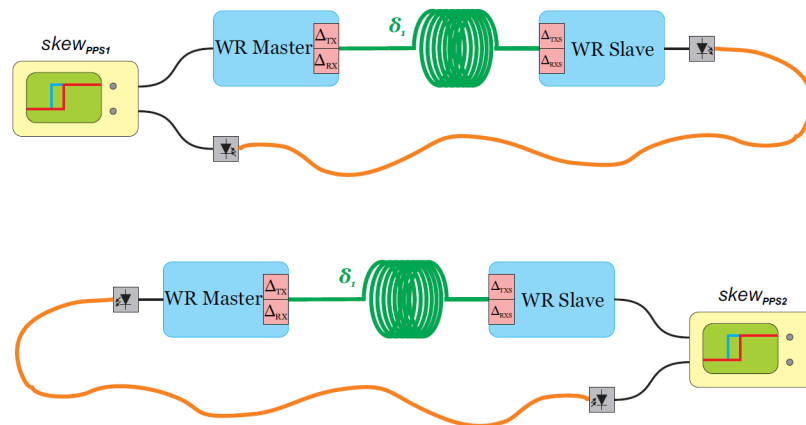 skewPPS1
WR Master
ΔTX
ΔRX
δ1
ΔTXS
ΔRXS
WR Slave
WR Master
ΔTX
ΔRX
δ1
ΔTXS
ΔRXS
WR Slave
skewPPS2